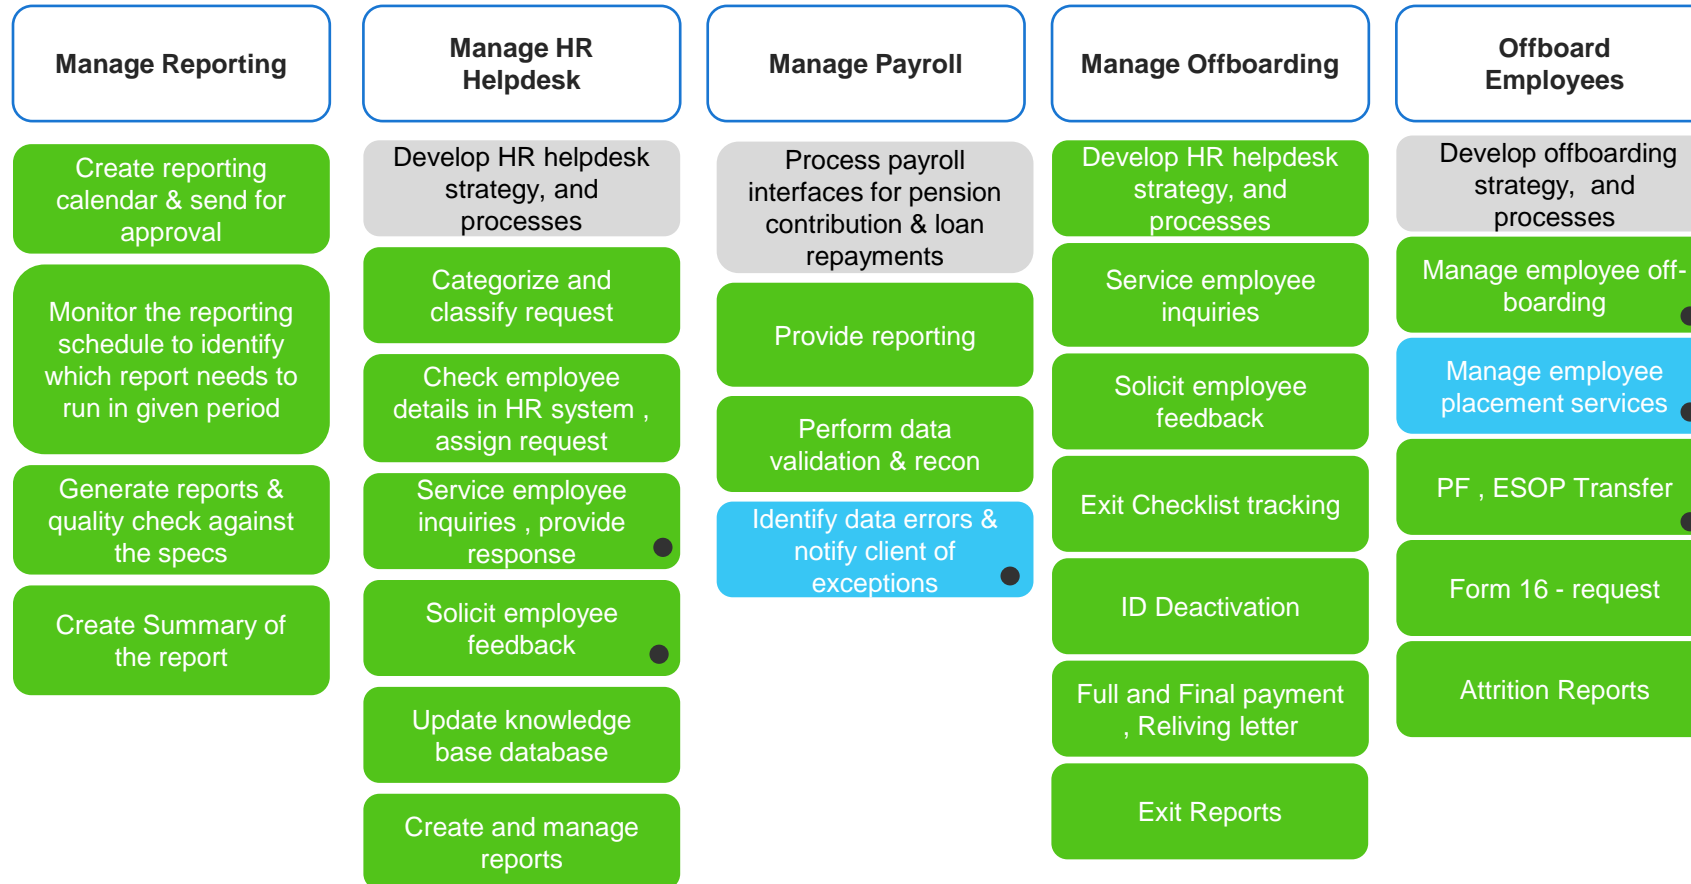 Manage Reporting
Manage HR
Helpdesk
Manage Payroll
Manage Offboarding
Offboard
Employees
Create reporting
calendar & send for
approval
Monitor the reporting
schedule to identify
which report needs to
run in given period
Generate reports &
quality check against
the specs
Create Summary of
the report
Develop HR helpdesk
strategy, and
processes
Categorize and
classify request
Check employee
details in HR system ,
assign request
Service employee
inquiries , provide
response
Solicit employee
feedback
Update knowledge
base database
Create and manage
reports
Process payroll
interfaces for pension
contribution & loan
repayments
Provide reporting
Perform data
validation & recon
Identify data errors &
notify client of
exceptions
Develop HR helpdesk
strategy, and
processes
Service employee
inquiries
Solicit employee
feedback
Exit Checklist tracking
ID Deactivation
Full and Final payment
, Reliving letter
Exit Reports
Develop offboarding
strategy, and
processes
Manage employee off-
boarding
Manage employee
placement services
PF , ESOP Transfer
Form 16 - request
Attrition Reports